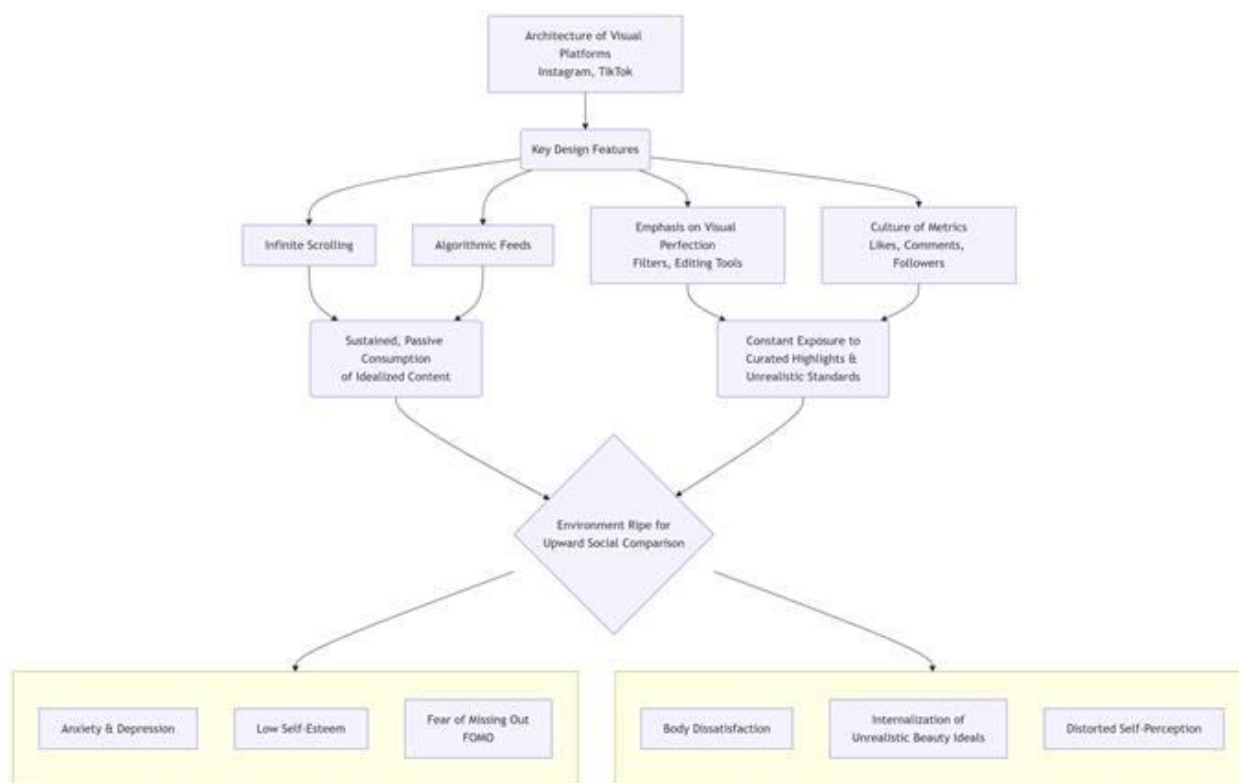 Architecture of Visual
Platforms
Instagram, TikTok
Key Design Features
Infinite Scrolling
Algorithmic Feeds
Emphasis on Visual
Perfection
Filters, Editing Tools
Culture of Metrics
Likes, Comments,
Followers
Sustained, Passive
Consumption
of Idealized Content
Constant Exposure to
Curated Highlights &
Unrealistic Standards
Environment Ripe for
Upward Social Comparison
Anxiety & Depression
Low Self-Esteem
Fear of Missing Out
FOMO
Body Dissatisfaction
Internalization of
Unrealistic Beauty Ideals
Distorted Self-Perception